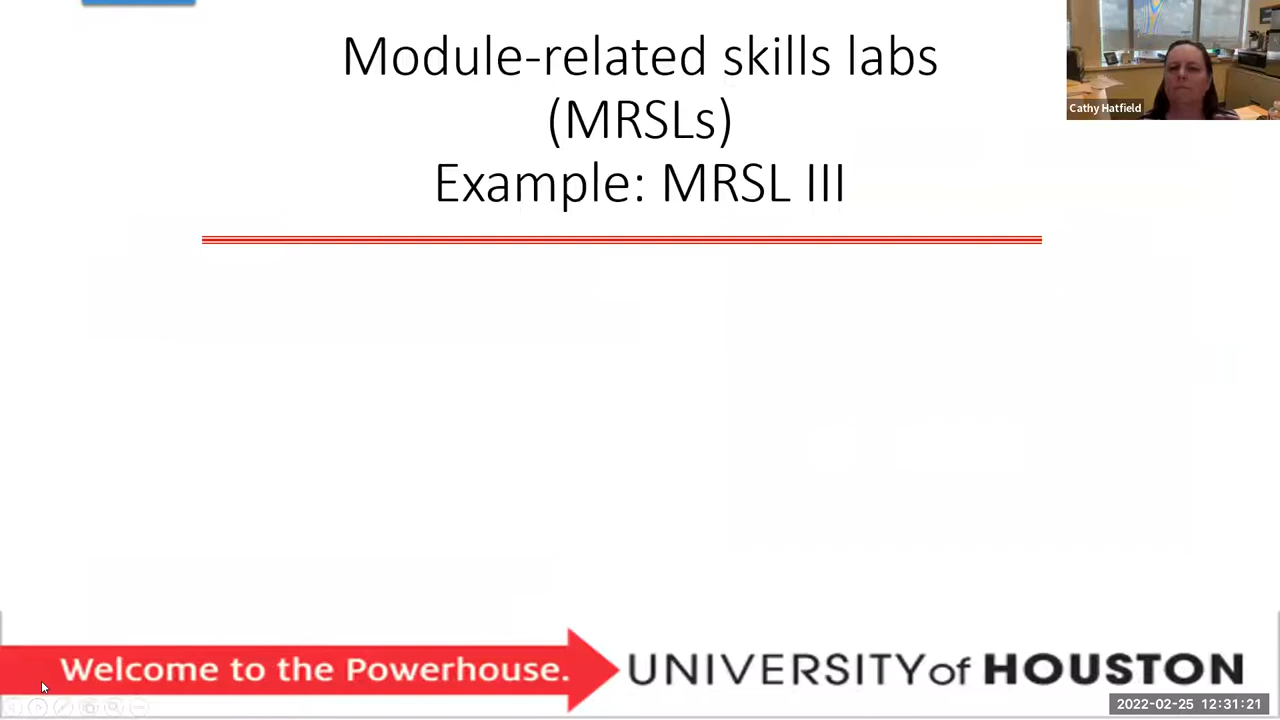 Module-related skills labs
(MRSLs)
Example: MRSL III
Cathy Hatfield
Welcome to the Powerhouse.
UNIVERSITY of HOUSTON
2022-02-25 12:31:21